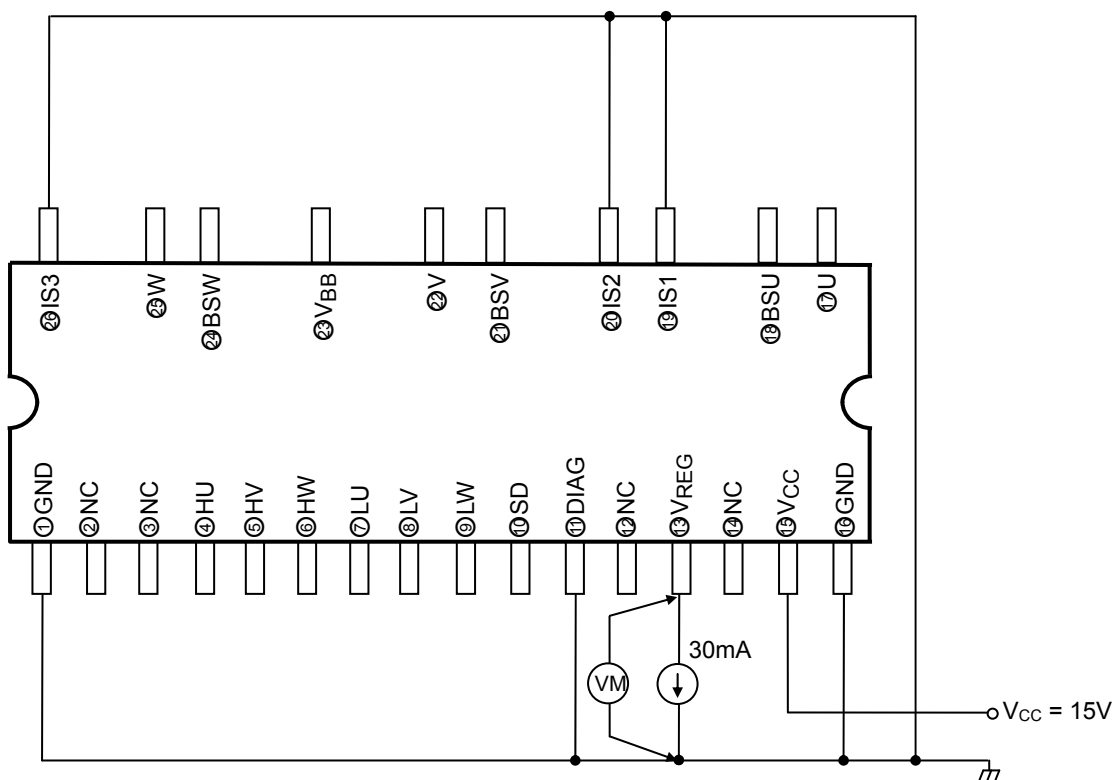 ㉖IS3
㉕W
㉔BSW
㉓VBB
㉒V
㉑BSV
⑳IS2
⑲IS1
⑱BSU
⑰U
①GND
②NC
③NC
④HU
⑤HV
⑥HW
⑦LU
⑧LV
⑨LW
⑩SD
⑪DIAG
⑫NC
⑬VREG
⑭NC
⑮VCC
⑯GND
30mA
VM
VCC = 15V